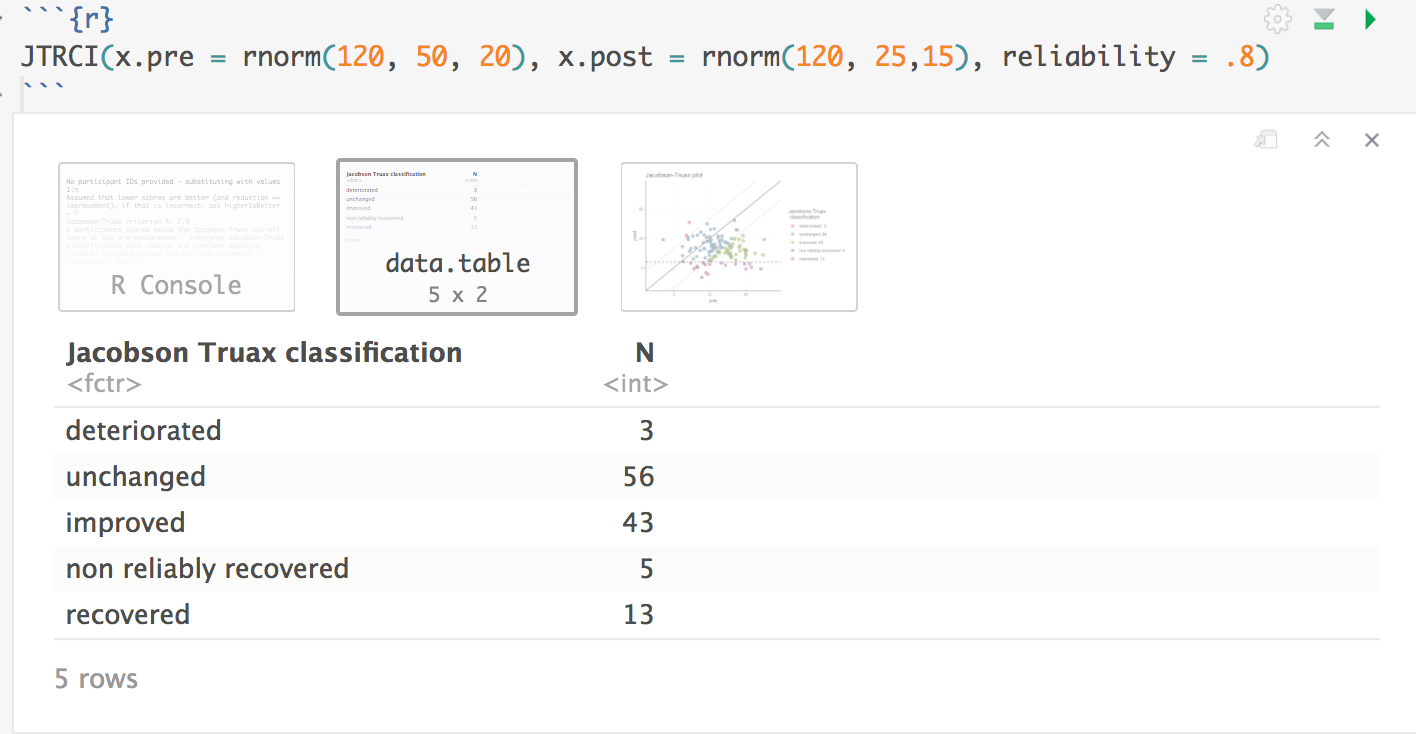 ```{r}
JTRCI(x.pre = rnorm(120, 50, 20), x.post = rnorm(120, 25,15), reliability = .8)
```
No participant IDs provided - substituting with values
1:n
Assumed that lower scores are better (and reduction ==
improvement), if that is incorrect: set higherIsBetter
= T
Jacobson-Truax criterion A: 7.9
R Console
Jacobson Truax classification N
<fctr> <int>
deteriorated 3
unchanged 56
improved 43
non reliably recovered 5
recovered 13
5 rows
data.table
5 x 2
Jacobson-Truax plot
post
pre
Jacobson-Truax
classification
deteriorated: 3
unchanged: 56
improved: 43
non reliably recovered: 5
recovered: 13
Jacobson Truax classification N
<fctr> <int>
deteriorated 3
unchanged 56
improved 43
non reliably recovered 5
recovered 13
5 rows